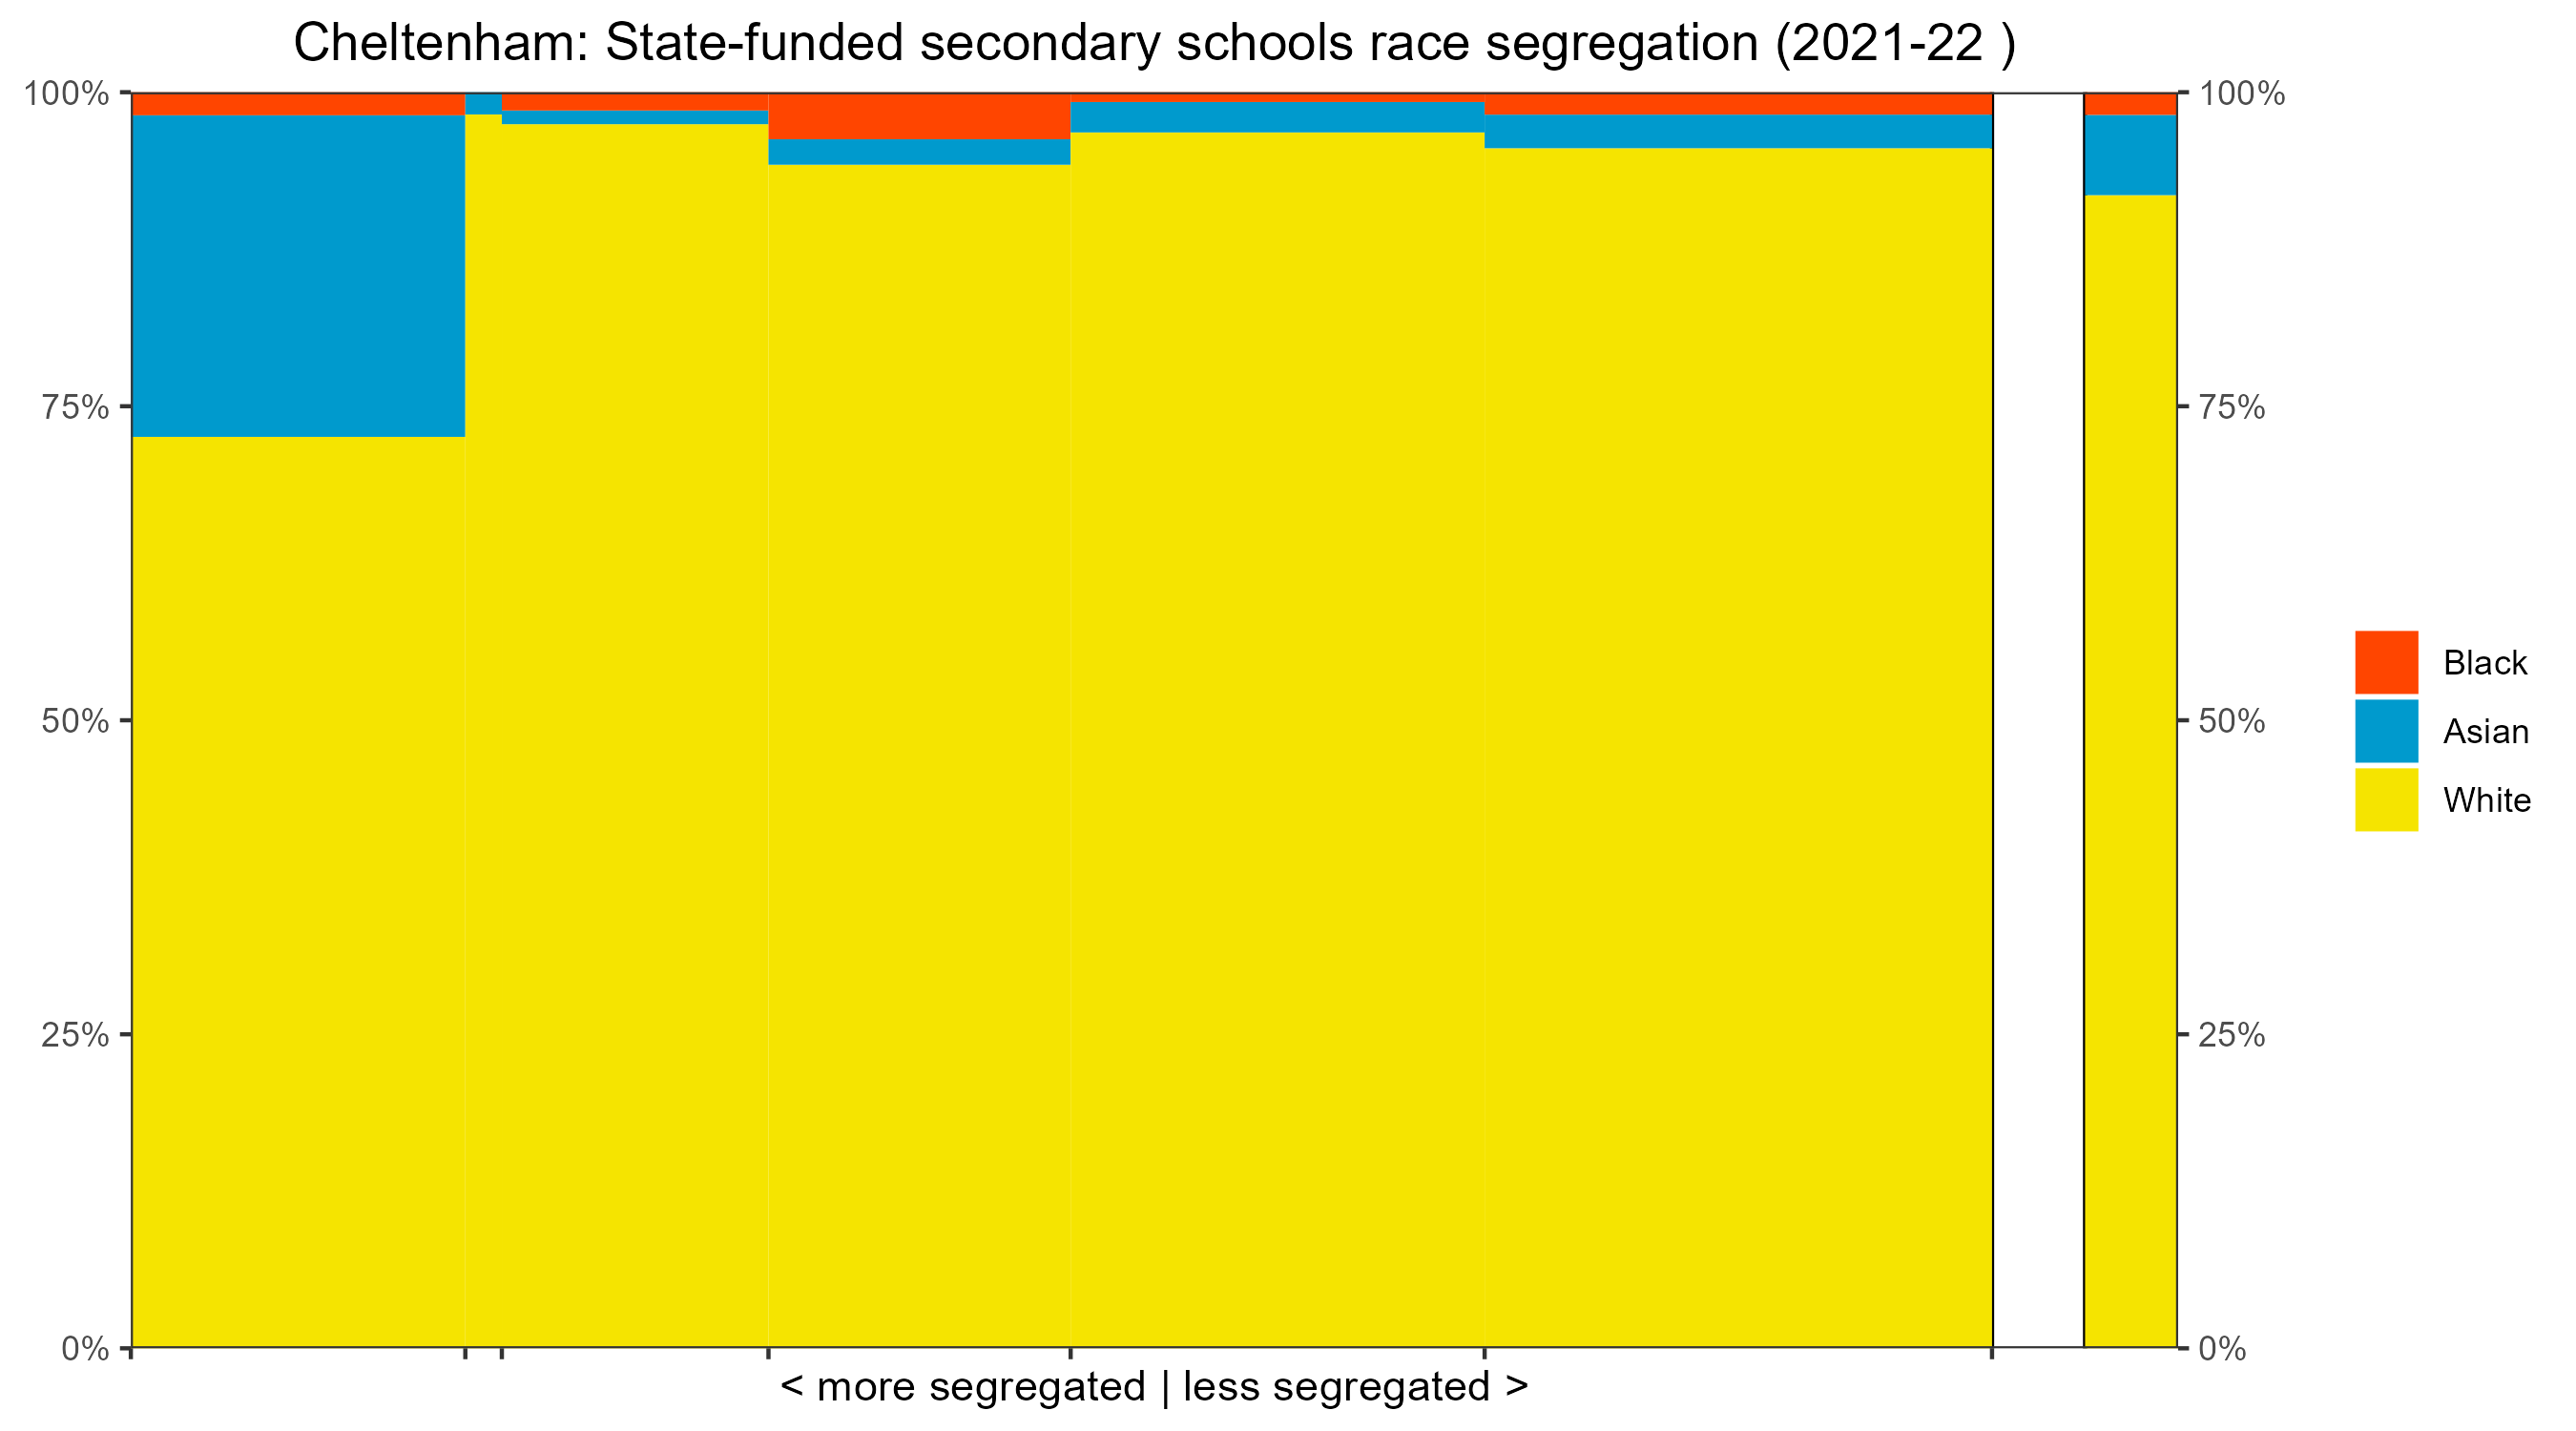 Cheltenham: State-funded secondary schools race segregation (2021-22 )
100%
75%
50%
25%
0%
100%
75%
50%
25%
0%
Black
Asian
White
< more segregated | less segregated >